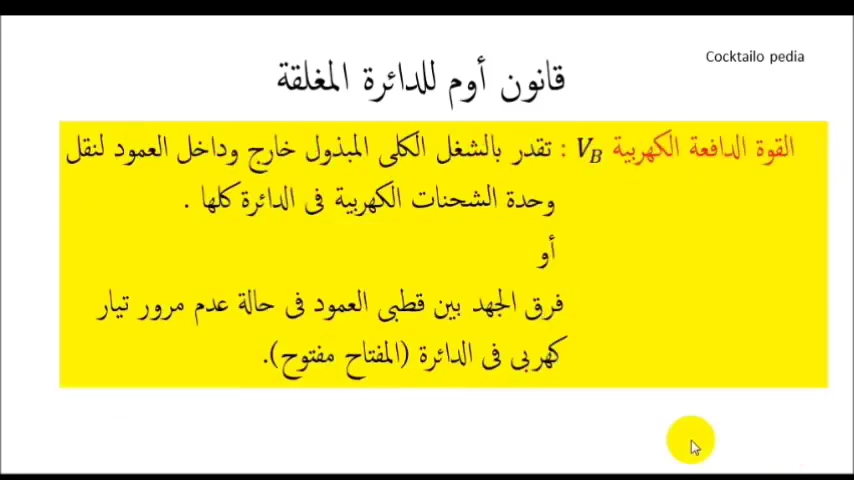 Cocktailo pedia
قانون أوم للدائرة المغلقة
القوة الدافعة الكهربية V_B : تقدر بالشغل الكلى المبذول خارج وداخل العمود لنقل
وحدة الشحنات الكهربية فى الدائرة كلها .
أو
فرق الجهد بين قطبى العمود فى حالة عدم مرور تيار
كهربى فى الدائرة (المفتاح مفتوح).